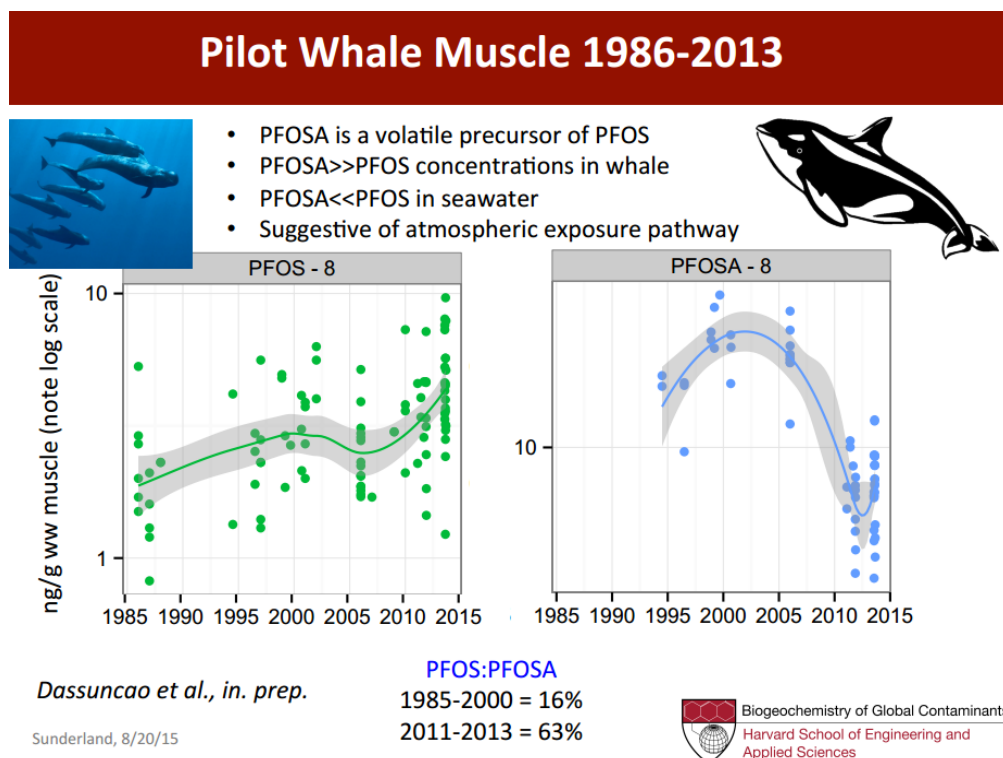 Pilot Whale Muscle 1986-2013
• PFOSA is a volatile precursor of PFOS
• PFOSA>>PFOS concentrations in whale
• PFOSA<<PFOS in seawater
• Suggestive of atmospheric exposure pathway
ng/g ww muscle (note log scale)
PFOS - 8
10
1
1985 1990 1995 2000 2005 2010 2015
PFOSA - 8
10
1985 1990 1995 2000 2005 2010 2015
PFOS:PFOSA
1985-2000 = 16%
2011-2013 = 63%
Dassuncao et al., in. prep.
Sunderland, 8/20/15
Biogeochemistry of Global Contaminants
Harvard School of Engineering and
Applied Sciences